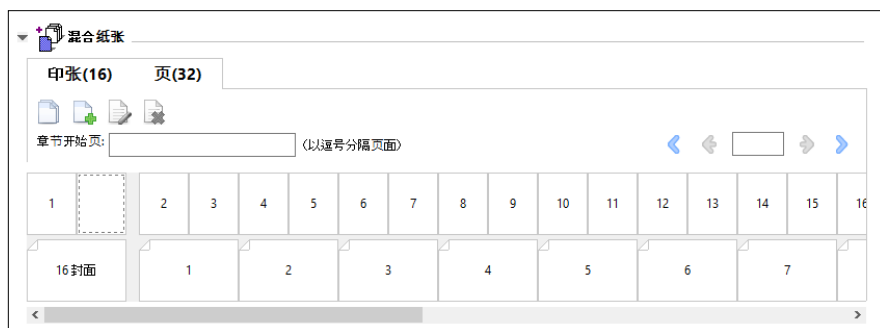 混合纸张
印张(16) 页(32)
章节开始页: (以逗号分隔页面)
1 2 3 4 5 6 7 8 9 10 11 12 13 14 15 16
16封面 1 2 3 4 5 6 7